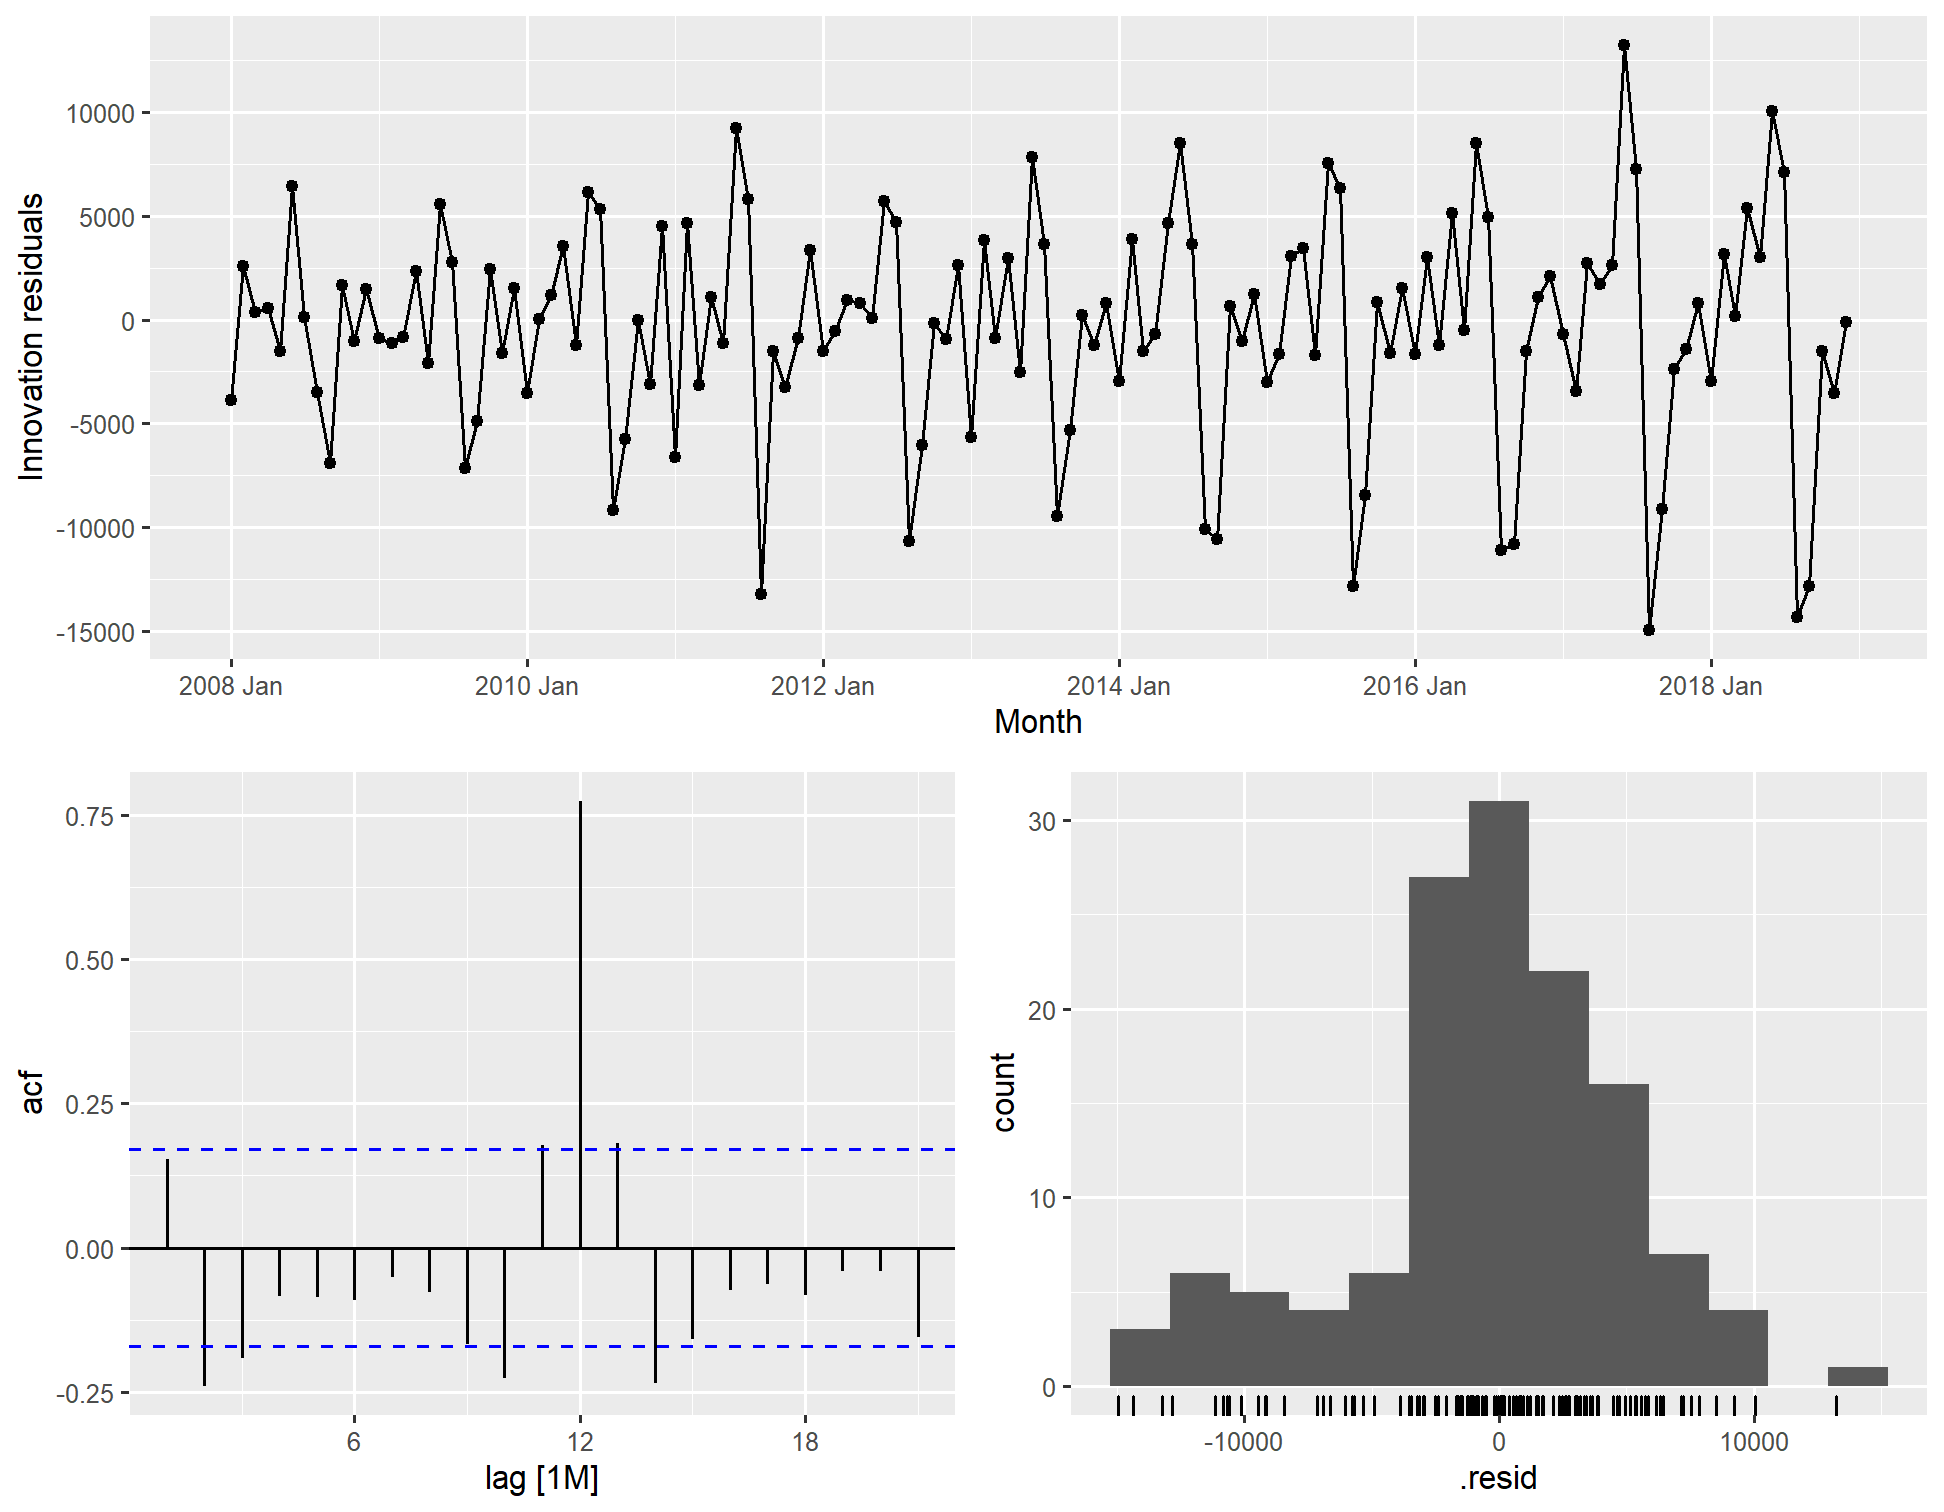 Innovation residuals
10000
5000
0
-5000
-10000
-15000
2008 Jan 2010 Jan 2012 Jan 2014 Jan 2016 Jan 2018 Jan
Month
acf
0.75
0.50
0.25
0.00
-0.25
6 12 18
lag [1M]
count
30
20
10
0
-10000 0 10000
.resid